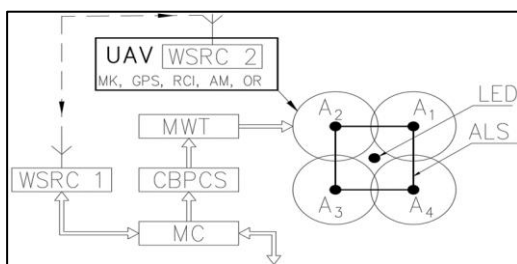 UAV WSRC 2
MK, GPS, RCI, AM, OR
LED
A2 A1
MWT
ALS
WSRC 1 CBPCS
A3 A4
MC